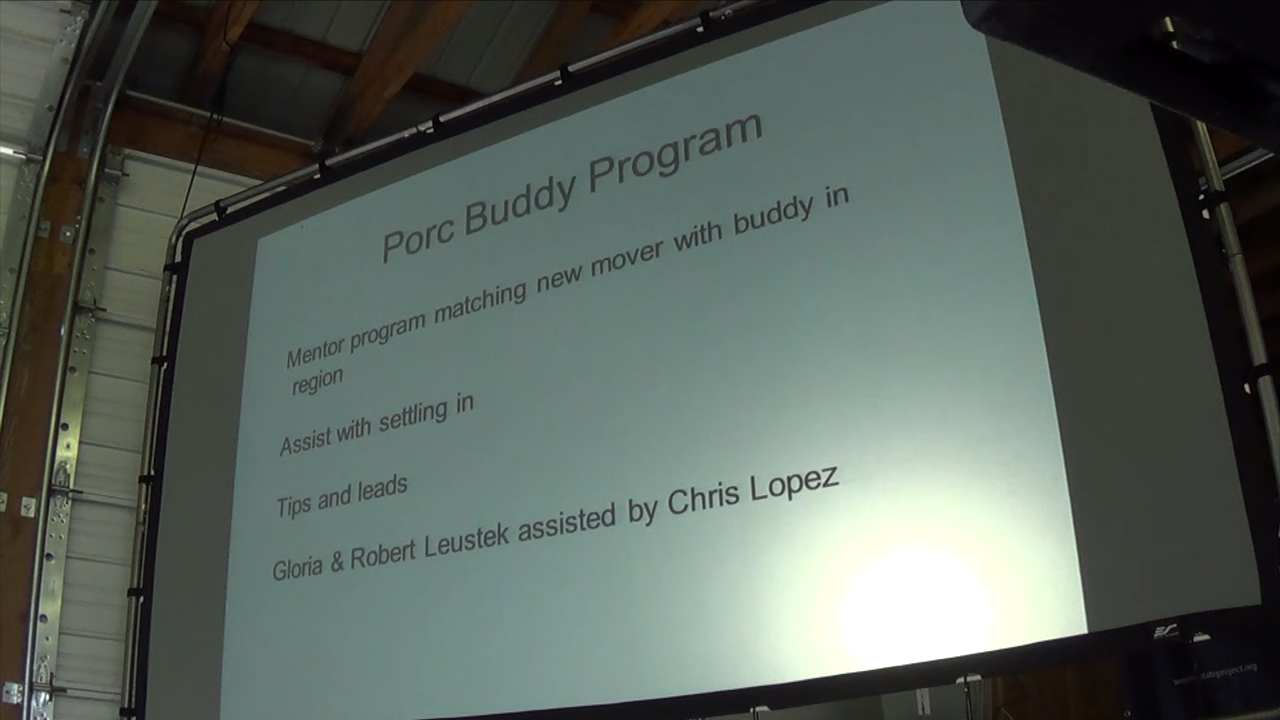 Porc Buddy Program
Mentor program matching new mover with buddy in
region
Assist with settling in
Tips and leads
Gloria & Robert Leustek assisted by Chris Lopez